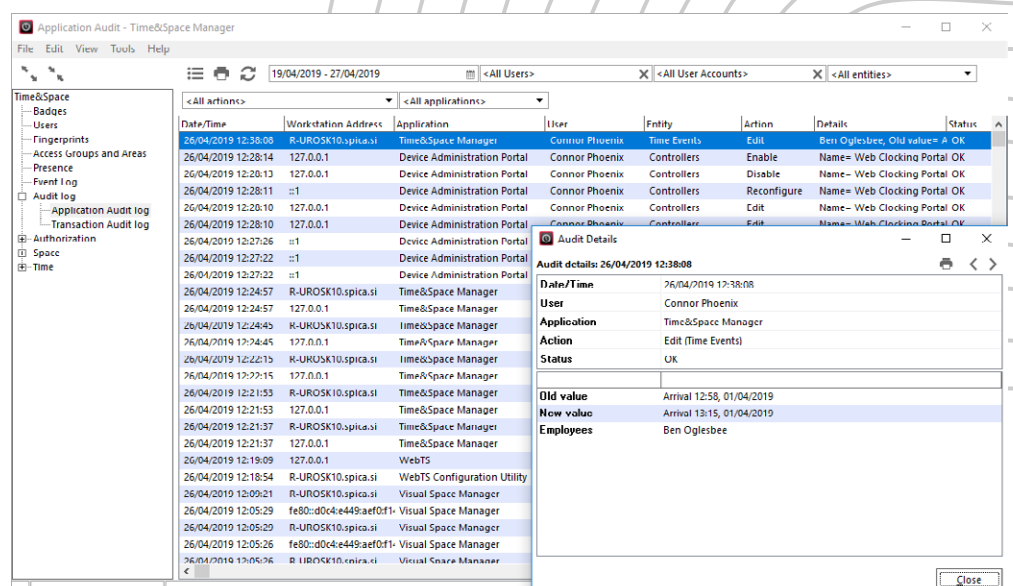 Application Audit - Time&Space Manager
File Edit View Tools Help
19/04/2019 - 27/04/2019 <All Users> <All User Accounts> <All entities>
<All actions> <All applications>
Time&Space
Badges
Users
Fingerprints
Access Groups and Areas
Presence
Event Log
Audit log
Application Audit log
Transaction Audit log
Authorization
Space
Time
Date/Time Workstation Address Application User Entity Action Details Status
26/04/2019 12:38:08 R-UROSK10.spica.si Time&Space Manager Connor Phoenix Time Events Edit Ben Oglesbee, Old value= A OK
26/04/2019 12:28:14 127.0.0.1 Device Administration Portal Connor Phoenix Controllers Enable Name= Web Clocking Portal OK
26/04/2019 12:28:13 127.0.0.1 Device Administration Portal Connor Phoenix Controllers Disable Name= Web Clocking Portal OK
26/04/2019 12:28:11 ::1 Device Administration Portal Connor Phoenix Controllers Reconfigure Name= Web Clocking Portal OK
26/04/2019 12:28:10 127.0.0.1 Device Administration Portal Connor Phoenix Controllers Edit Name= Web Clocking Portal OK
26/04/2019 12:28:10 127.0.0.1 Device Administration Portal Connor Phoenix Controllers Edit Name= Web Clocking Portal OK
26/04/2019 12:27:26 ::1 Device Administration Portal
26/04/2019 12:27:22 ::1 Device Administration Portal
26/04/2019 12:27:22 ::1 Device Administration Portal
26/04/2019 12:24:57 R-UROSK10.spica.si Time&Space Manager
26/04/2019 12:24:57 127.0.0.1 Time&Space Manager
26/04/2019 12:24:45 R-UROSK10.spica.si Time&Space Manager
26/04/2019 12:24:45 127.0.0.1 Time&Space Manager
26/04/2019 12:22:15 R-UROSK10.spica.si Time&Space Manager
26/04/2019 12:22:15 127.0.0.1 Time&Space Manager
26/04/2019 12:21:53 R-UROSK10.spica.si Time&Space Manager
26/04/2019 12:21:53 127.0.0.1 Time&Space Manager
26/04/2019 12:21:37 R-UROSK10.spica.si Time&Space Manager
26/04/2019 12:21:37 127.0.0.1 Time&Space Manager
26/04/2019 12:19:09 127.0.0.1 WebTS
26/04/2019 12:18:54 R-UROSK10.spica.si WebTS Configuration Utility
26/04/2019 12:09:21 R-UROSK10.spica.si Visual Space Manager
26/04/2019 12:05:29 fe80::d0c4:e449:aef0:f1 Visual Space Manager
26/04/2019 12:05:29 R-UROSK10.spica.si Visual Space Manager
26/04/2019 12:05:26 fe80::d0c4:e449:aef0:f1 Visual Space Manager
26/04/2019 12:05:26 R-UROSK10.spica.si Visual Space Manager
Audit Details
Audit details: 26/04/2019 12:38:08
Date/Time 26/04/2019 12:38:08
User Connor Phoenix
Application Time&Space Manager
Action Edit (Time Events)
Status OK
Old value Arrival 12:58, 01/04/2019
New value Arrival 13:15, 01/04/2019
Employees Ben Oglesbee
Close